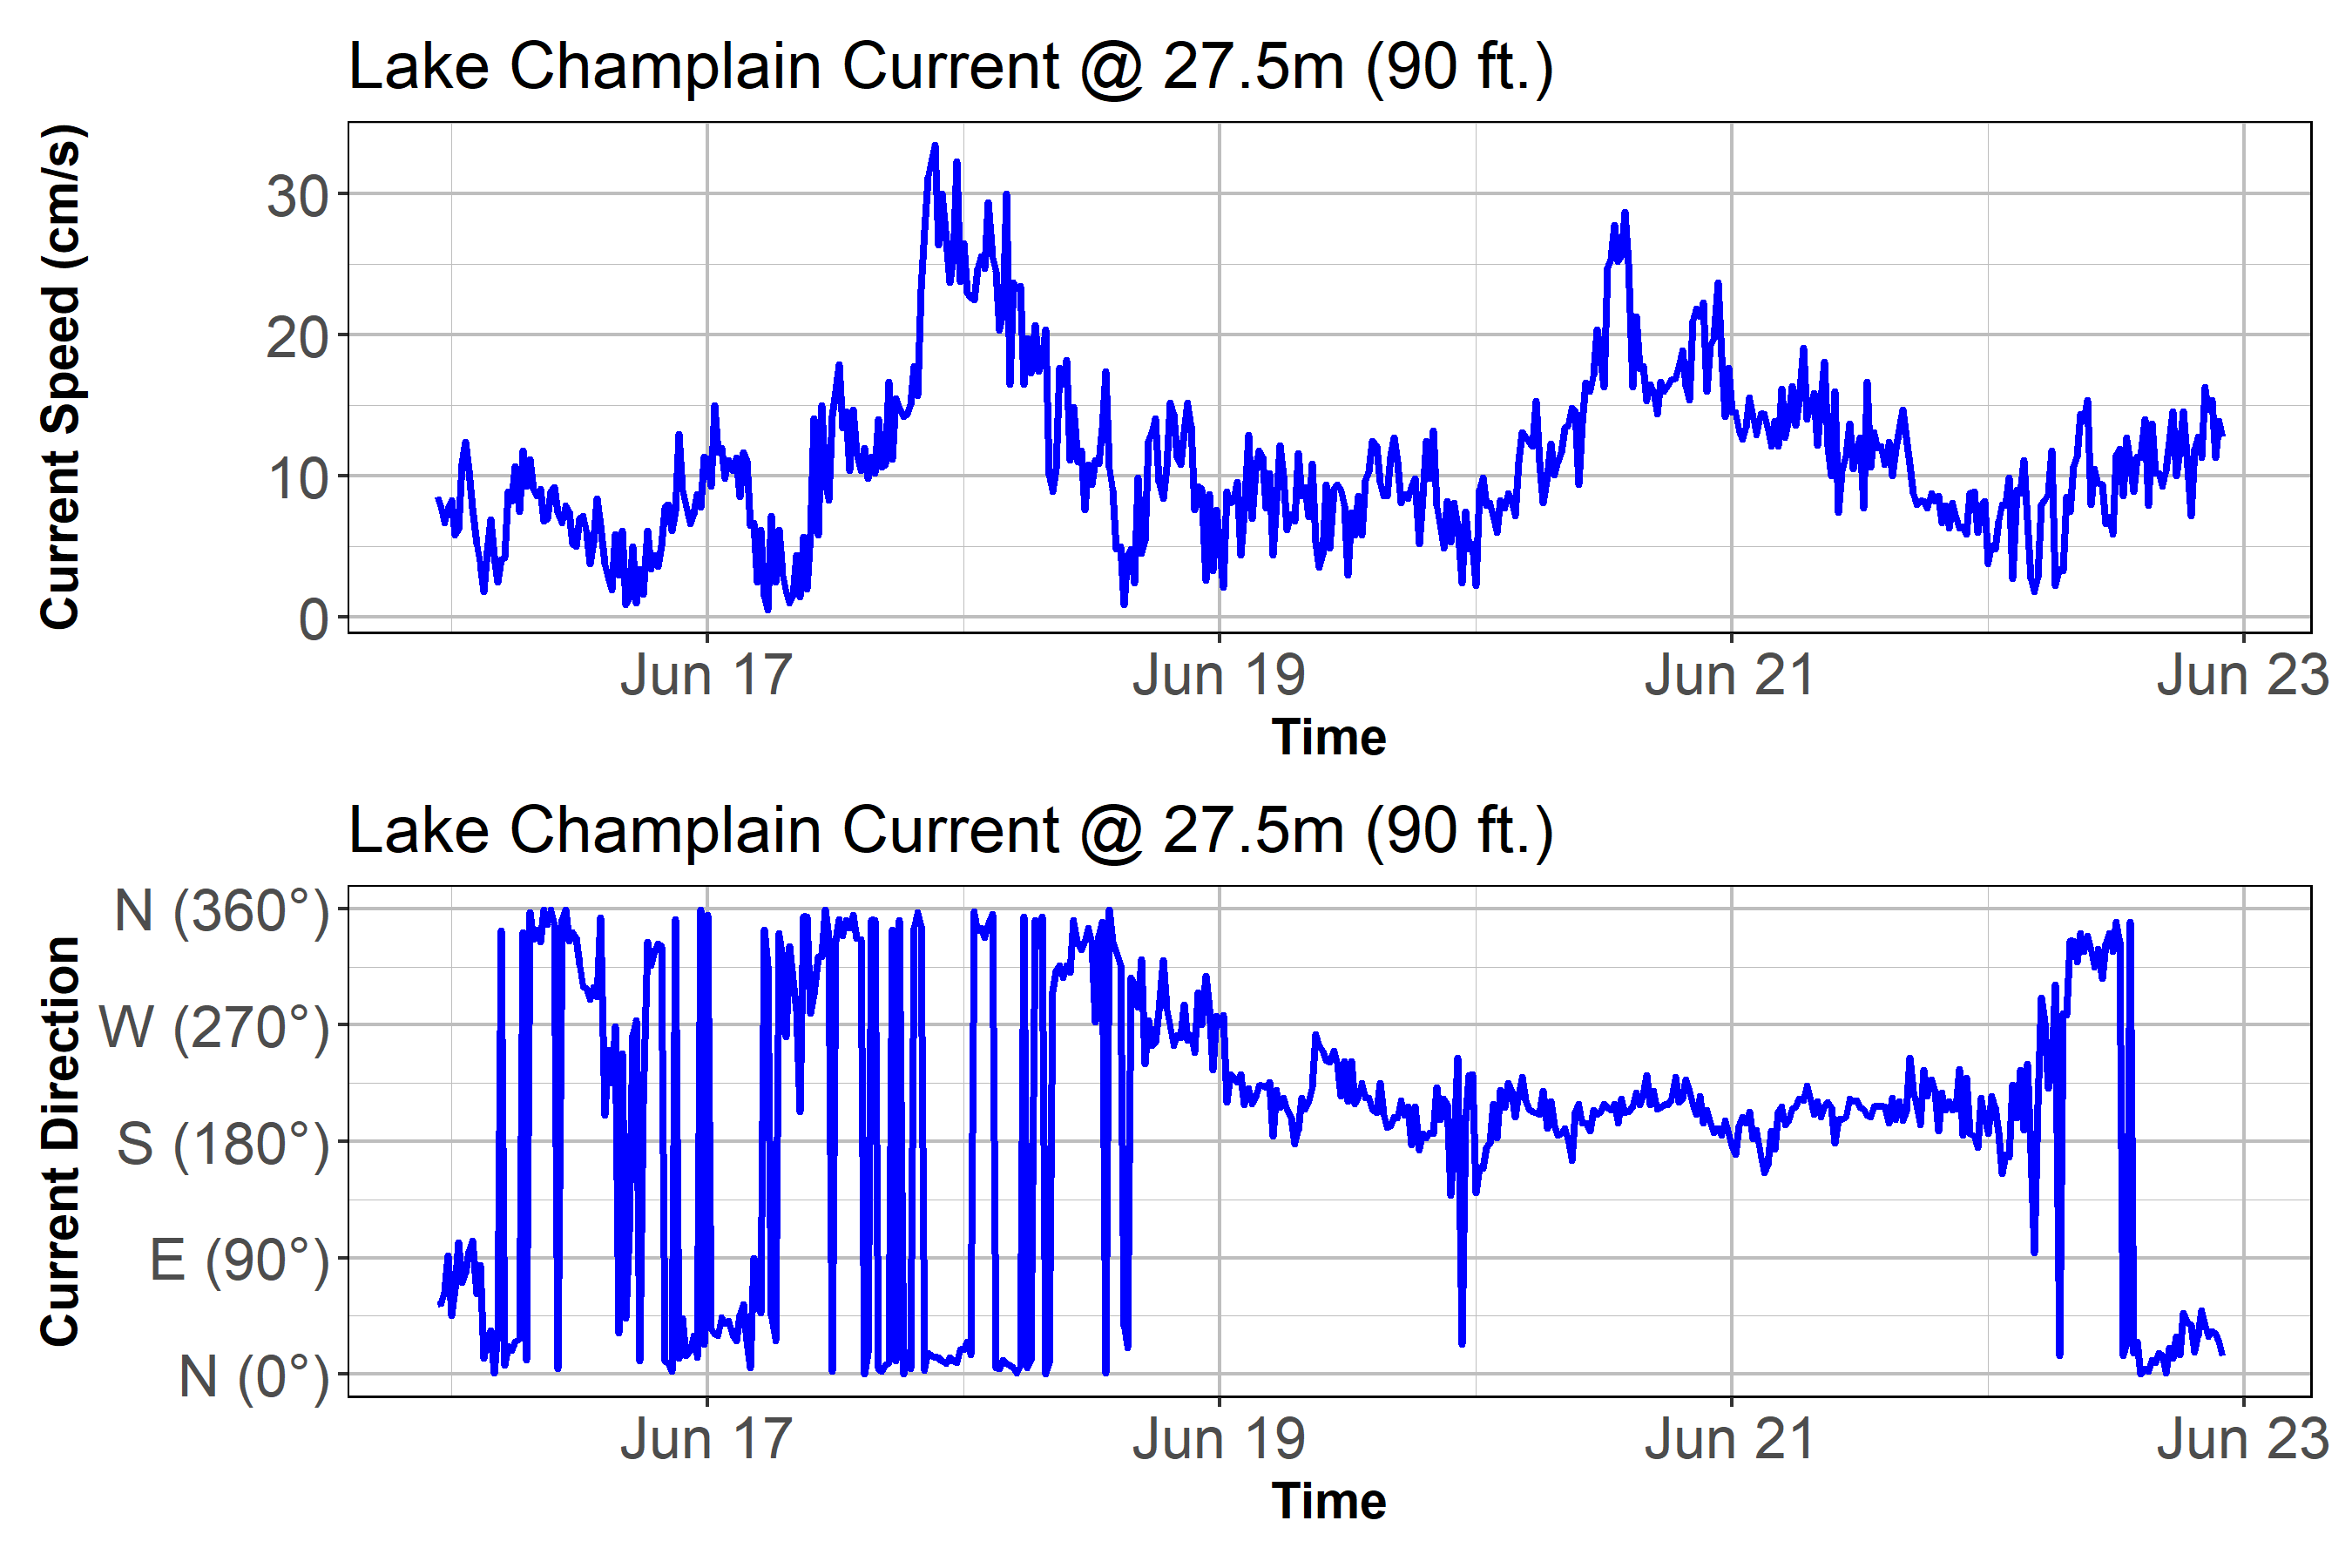 Lake Champlain Current @ 27.5m (90 ft.)
Current Speed (cm/s)
30
20
10
0
Jun 17 Jun 19 Jun 21 Jun 23
Time
Lake Champlain Current @ 27.5m (90 ft.)
Current Direction
N (360°)
W (270°)
S (180°)
E (90°)
N (0°)
Jun 17 Jun 19 Jun 21 Jun 23
Time